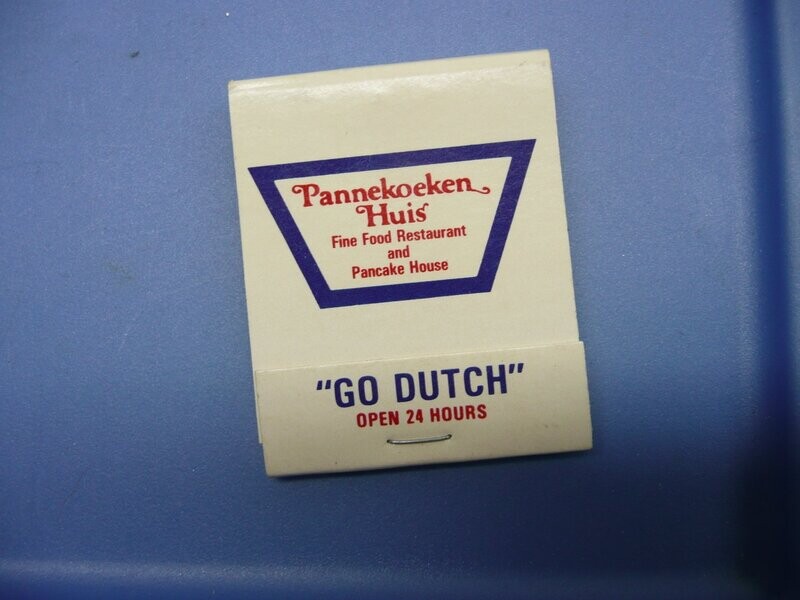 Pannekoeken
Huis
Fine Food Restaurant
and
Pancake House
"GO DUTCH"
OPEN 24 HOURS